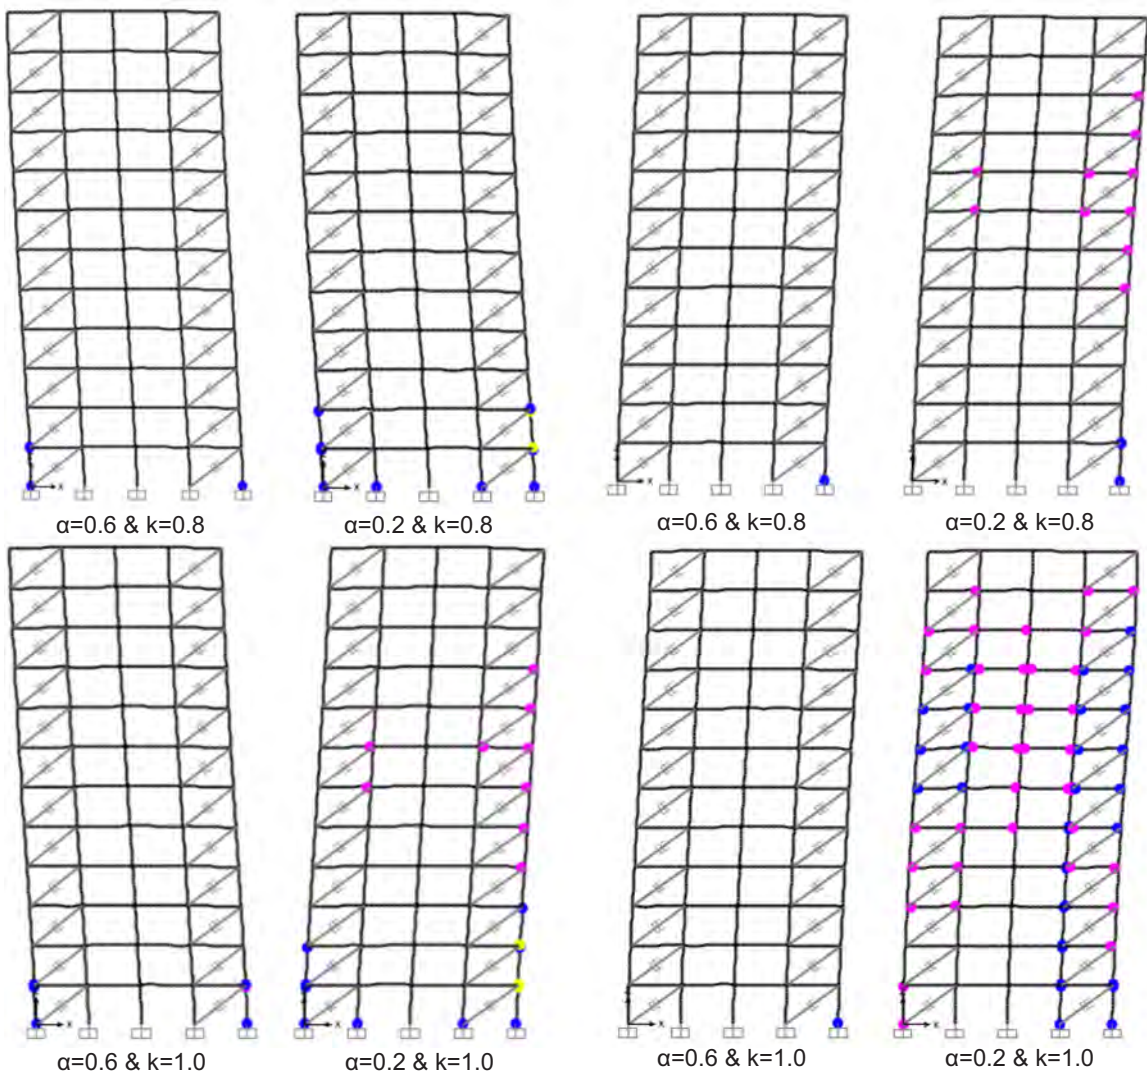 x x x x
α=0.6 & k=0.8 α=0.2 & k=0.8 α=0.6 & k=0.8 α=0.2 & k=0.8
x x x x
α=0.6 & k=1.0 α=0.2 & k=1.0 α=0.6 & k=1.0 α=0.2 & k=1.0